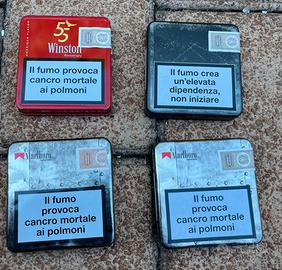 55
Winston
Il fumo provoca
cancro mortale
ai polmoni
Il fumo crea
un'elevata
dipendenza,
non iniziare
Marlboro
Il fumo
provoca
cancro mortale
ai polmoni
Marlboro
Il fumo
provoca
cancro mortale
ai polmoni